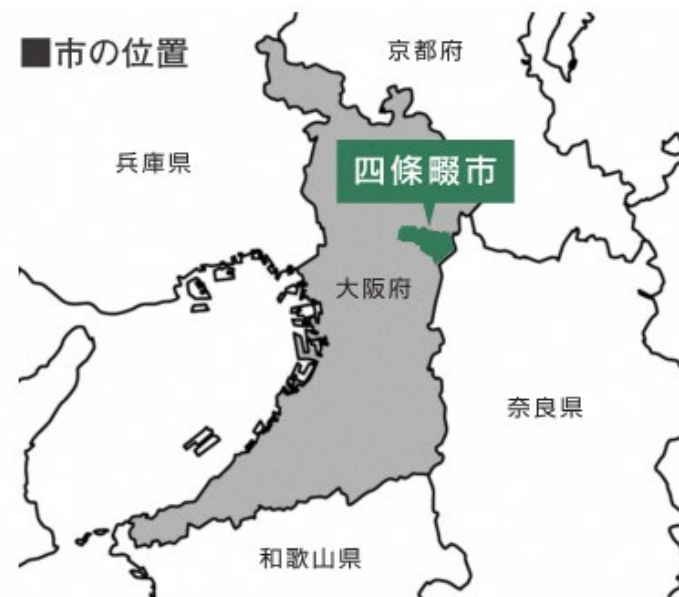 ■市の位置
京都府
兵庫県
四條畷市
大阪府
奈良県
和歌山県